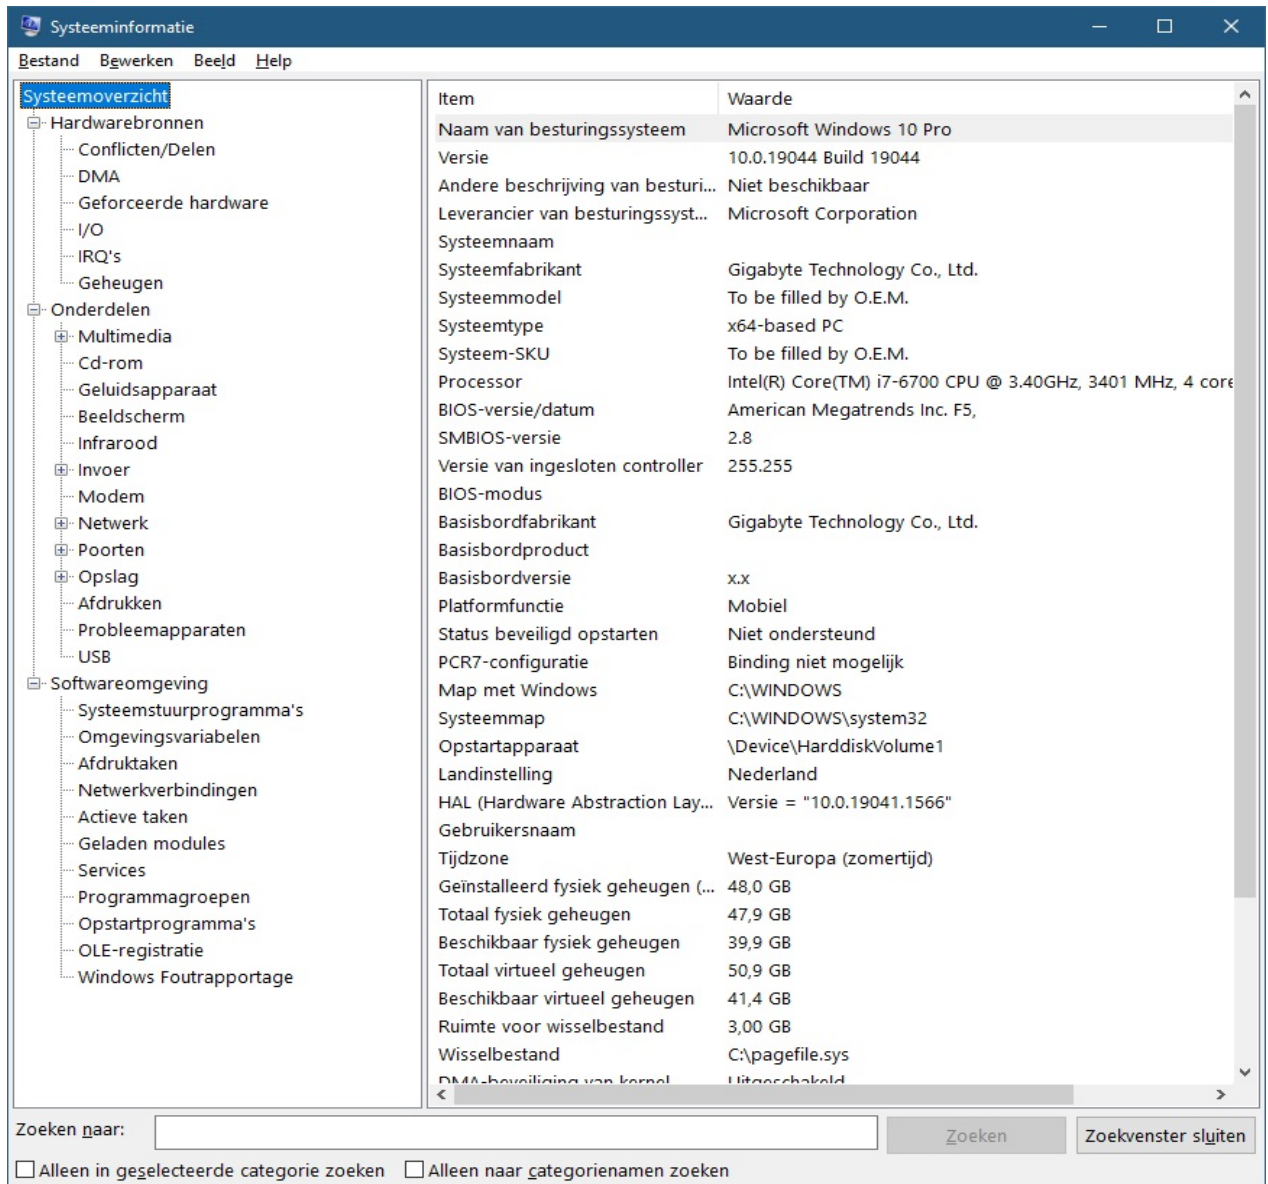 Systeeminformatie
Bestand Bewerken Beeld Help
Systeemoverzicht
Hardwarebronnen
Conflicten/Delen
DMA
Geforceerde hardware
I/O
IRQ's
Geheugen
Onderdelen
Multimedia
Cd-rom
Geluidsapparaat
Beeldscherm
Infrarood
Invoer
Modem
Netwerk
Poorten
Opslag
Afdrukken
Probleemapparaten
USB
Softwareomgeving
Systeemstuurprogramma's
Omgevingsvariabelen
Afdruktaken
Netwerkverbindingen
Actieve taken
Geladen modules
Services
Programmagroepen
Opstartprogramma's
OLE-registratie
Windows Foutrapportage
Item Waarde
Naam van besturingssysteem Microsoft Windows 10 Pro
Versie 10.0.19044 Build 19044
Andere beschrijving van besturi... Niet beschikbaar
Leverancier van besturingssyst... Microsoft Corporation
Systeemnaam
Systeemfabrikant Gigabyte Technology Co., Ltd.
Systeemmodel To be filled by O.E.M.
Systeemtype x64-based PC
Systeem-SKU To be filled by O.E.M.
Processor Intel(R) Core(TM) i7-6700 CPU @ 3.40GHz, 3401 MHz, 4 core
BIOS-versie/datum American Megatrends Inc. F5,
SMBIOS-versie 2.8
Versie van ingesloten controller 255.255
BIOS-modus
Basisbordfabrikant Gigabyte Technology Co., Ltd.
Basisbordproduct
Basisbordversie x.x
Platformfunctie Mobiel
Status beveiligd opstarten Niet ondersteund
PCR7-configuratie Binding niet mogelijk
Map met Windows C:\WINDOWS
Systeemmap C:\WINDOWS\system32
Opstartapparaat \Device\HarddiskVolume1
Landinstelling Nederland
HAL (Hardware Abstraction Lay... Versie = "10.0.19041.1566"
Gebruikersnaam
Tijdzone West-Europa (zomertijd)
Geïnstalleerd fysiek geheugen (... 48,0 GB
Totaal fysiek geheugen 47,9 GB
Beschikbaar fysiek geheugen 39,9 GB
Totaal virtueel geheugen 50,9 GB
Beschikbaar virtueel geheugen 41,4 GB
Ruimte voor wisselbestand 3,00 GB
Wisselbestand C:\pagefile.sys
DMA-beveiliging van kernel Uitgeschakeld
Zoeken naar: Zoeken Zoekvenster sluiten
Alleen in geselecteerde categorie zoeken Alleen naar categorienamen zoeken